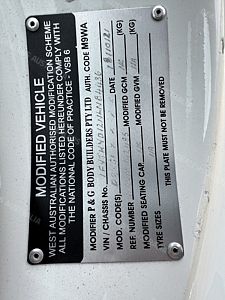 MODIFIED VEHICLE
WEST AUSTRALIAN AUTHORISED MODIFICATION SCHEME
ALL MODIFICATIONS LISTED HEREUNDER COMPLY WITH
THE NATIONAL CODE OF PRACTICE - VSB 6
MODIFIER P & G BODY BUILDERS PTY LTD AUTH. CODE M9WA
VIN / CHASSIS No.
MOD. CODE(S) DATE
REF. NUMBER MODIFIED GCM (KG)
MODIFIED SEATING CAP. MODIFIED GVM (KG)
TYRE SIZES
THIS PLATE MUST NOT BE REMOVED